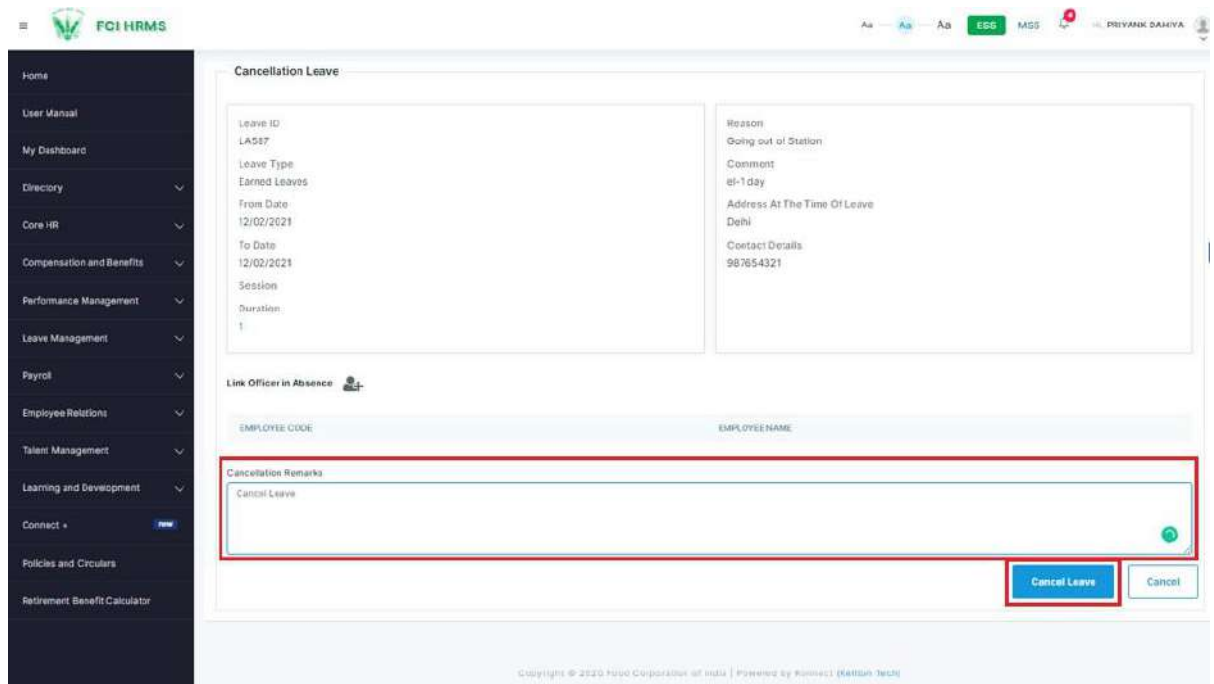 FCI HRMS
Aa Aa Aa ESS MSS PRIYANK DAHIYA
Home
User Manual
My Dashboard
Directory
Core HR
Compensation and Benefits
Performance Management
Leave Management
Payroll
Employee Relations
Talent Management
Learning and Development
Connect + new
Policies and Circulars
Retirement Benefit Calculator
Cancellation Leave
Leave ID
LA587
Leave Type
Earned Leaves
From Date
12/02/2021
To Date
12/02/2021
Session
Duration
1
Reason
Going out of Station
Comment
el-1 day
Address At The Time Of Leave
Delhi
Contact Details
987654321
Link Officer in Absence
EMPLOYEE CODE EMPLOYEE NAME
Cancellation Remarks
Cancel Leave
Cancel Leave Cancel
Copyright © 2020 Food Corporation of India | Powered by Konnect (Kellton Tech)